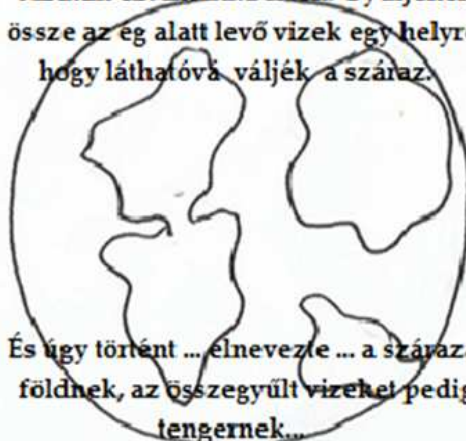 össze az ég alatt levő vizek egy helyre
hogy láthatóvá váljék a száraz.
És úgy történt ... elnevezte ... a száraz
földnek, az összegyűlt vizeket pedig
tengernek...